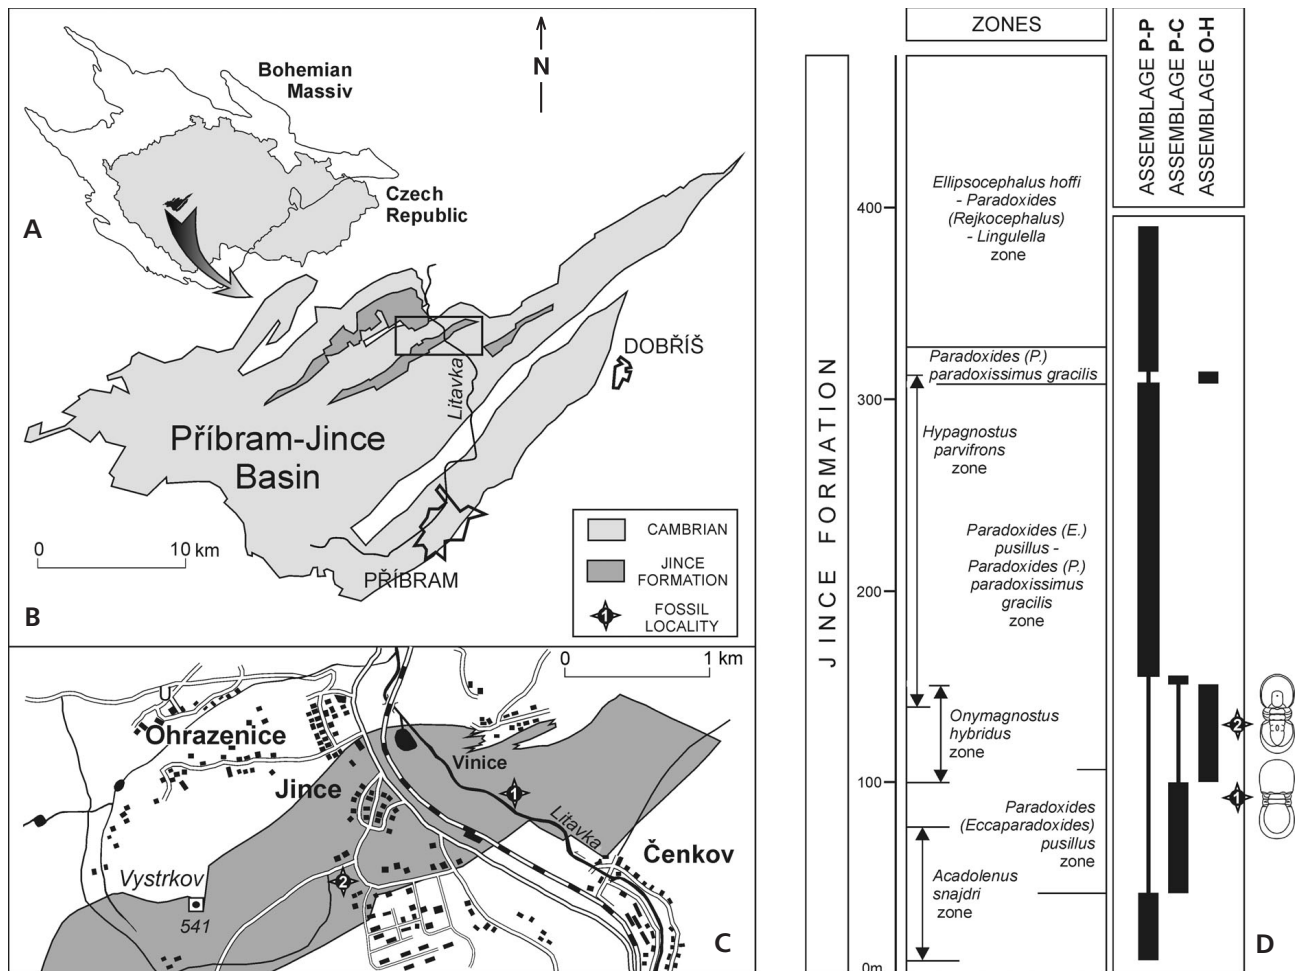 Bohemian
Massiv
N
Czech
Republic
A
DOBŘÍŠ
Litavka
Příbram-Jince
Basin
0
10 km
PŘÍBRAM
B
CAMBRIAN
JINCE
FORMATION
1
FOSSIL
LOCALITY
0
1 km
Ohrazenice
Vinice
Jince
1
Litavka
Čenkov
Vystrkov
2
541
C
ZONES
ASSEMBLAGE P-P
ASSEMBLAGE P-C
ASSEMBLAGE O-H
JINCE FORMATION
400
300
200
100
0m
Ellipsocephalus hoffi
- Paradoxides
(Rejkocephalus)
- Lingulella
zone
Paradoxides (P.)
paradoxissimus gracilis
Hypagnostus
parvifrons
zone
Paradoxides (E.)
pusillus -
Paradoxides (P.)
paradoxissimus
gracilis
zone
Onymagnostus
hybridus
zone
Paradoxides
(Eccaparadoxides)
pusillus
zone
Acadolenus
snajdri
zone
2
1
D